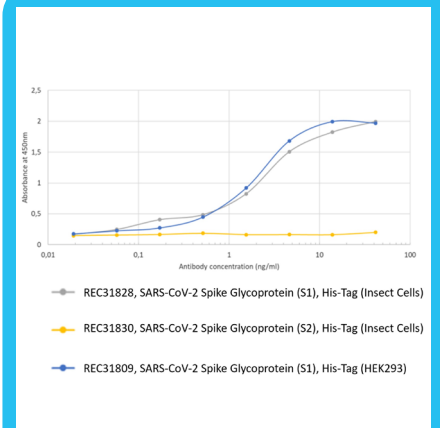 2,5
2
1,5
1
0,5
0
Absorbance at 450nm
0,01
0,1
1
10
100
Antibody concentration (ng/ml)
REC31828, SARS-CoV-2 Spike Glycoprotein (S1), His-Tag (Insect Cells)
REC31830, SARS-CoV-2 Spike Glycoprotein (S2), His-Tag (Insect Cells)
REC31809, SARS-CoV-2 Spike Glycoprotein (S1), His-Tag (HEK293)